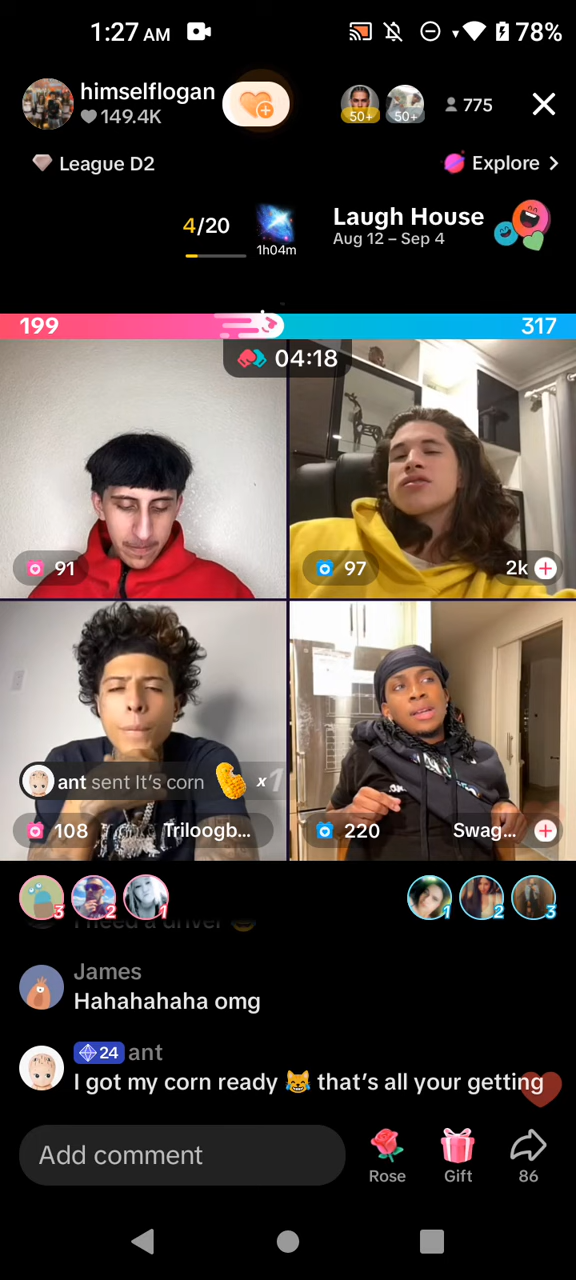 1:27 AM
78%
himselflogan
149.4K
50+
50+
775
League D2
Explore
4/20
1h04m
Laugh House
Aug 12 – Sep 4
199
317
04:18
91
97
2k
ant sent It's corn
x1
108
Triloogb...
220
Swag...
3
2
1
1
2
3
I need a driver
James
Hahahahaha omg
24 ant
I got my corn ready 😹 that's all your getting
Add comment
Rose
Gift
86